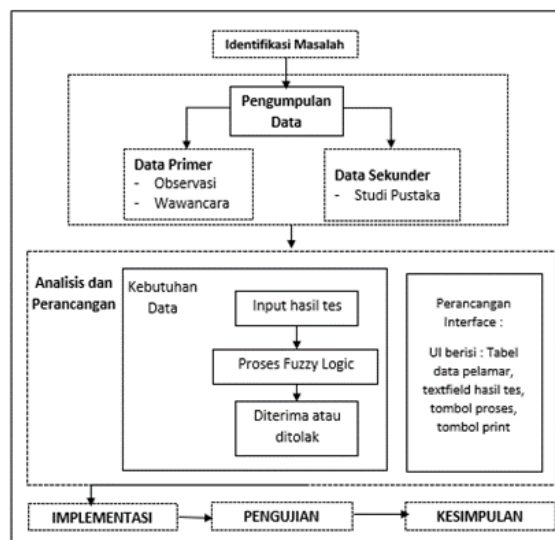 Identifikasi Masalah
Pengumpulan
Data
Data Primer
- Observasi
- Wawancara
Data Sekunder
- Studi Pustaka
Analisis dan
Perancangan
Kebutuhan
Data
Input hasil tes
Proses Fuzzy Logic
Diterima atau
ditolak
Perancangan
Interface :
UI berisi : Tabel
data pelamar,
textfield hasil tes,
tombol proses,
tombol print
IMPLEMENTASI
PENGUJIAN
KESIMPULAN